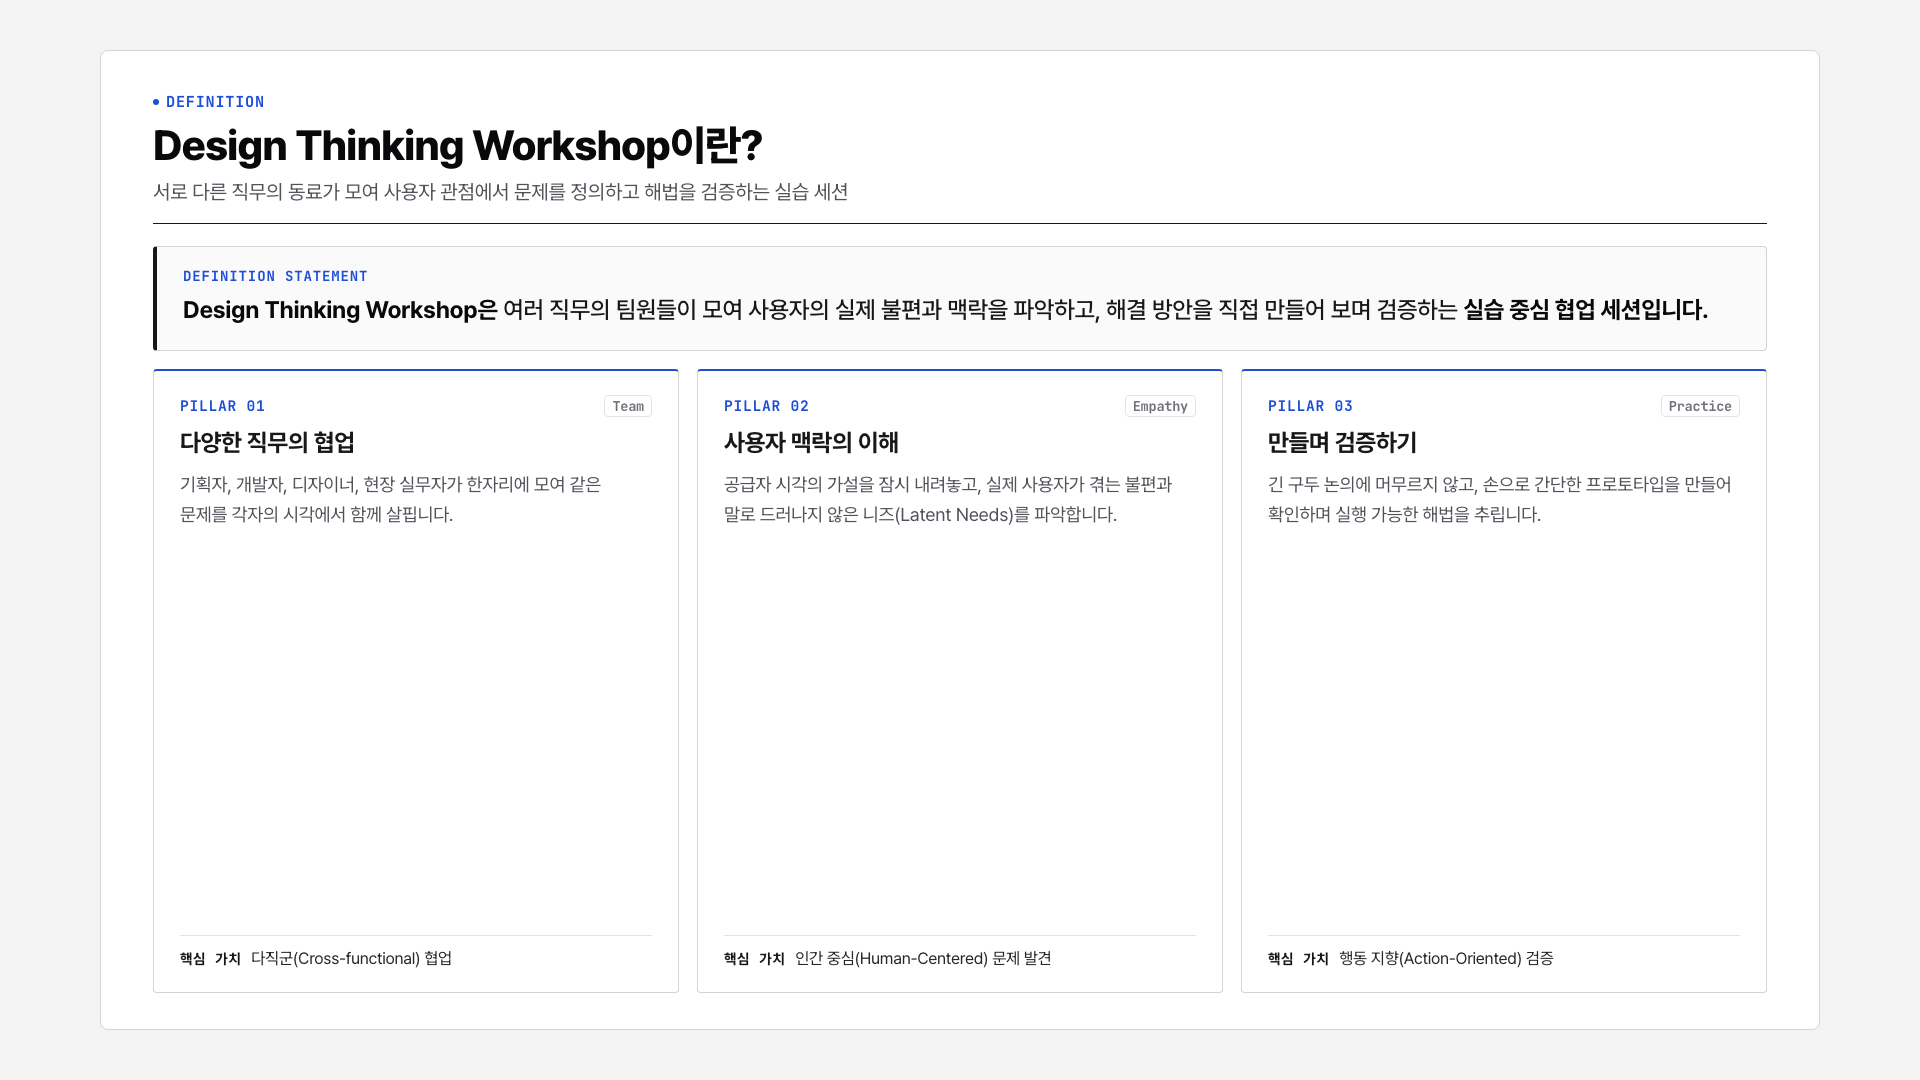 DEFINITION
Design Thinking Workshop이란?
서로 다른 직무의 동료가 모여 사용자 관점에서 문제를 정의하고 해법을 검증하는 실습 세션
DEFINITION STATEMENT
Design Thinking Workshop은 여러 직무의 팀원들이 모여 사용자의 실제 불편과 맥락을 파악하고, 해결 방안을 직접 만들어 보며 검증하는 실습 중심 협업 세션입니다.
PILLAR 01
Team
다양한 직무의 협업
기획자, 개발자, 디자이너, 현장 실무자가 한자리에 모여 같은
문제를 각자의 시각에서 함께 살핍니다.
핵심 가치 다직군(Cross-functional) 협업
PILLAR 02
Empathy
사용자 맥락의 이해
공급자 시각의 가설을 잠시 내려놓고, 실제 사용자가 겪는 불편과
말로 드러나지 않은 니즈(Latent Needs)를 파악합니다.
핵심 가치 인간 중심(Human-Centered) 문제 발견
PILLAR 03
Practice
만들며 검증하기
긴 구두 논의에 머무르지 않고, 손으로 간단한 프로토타입을 만들어
확인하며 실행 가능한 해법을 추립니다.
핵심 가치 행동 지향(Action-Oriented) 검증